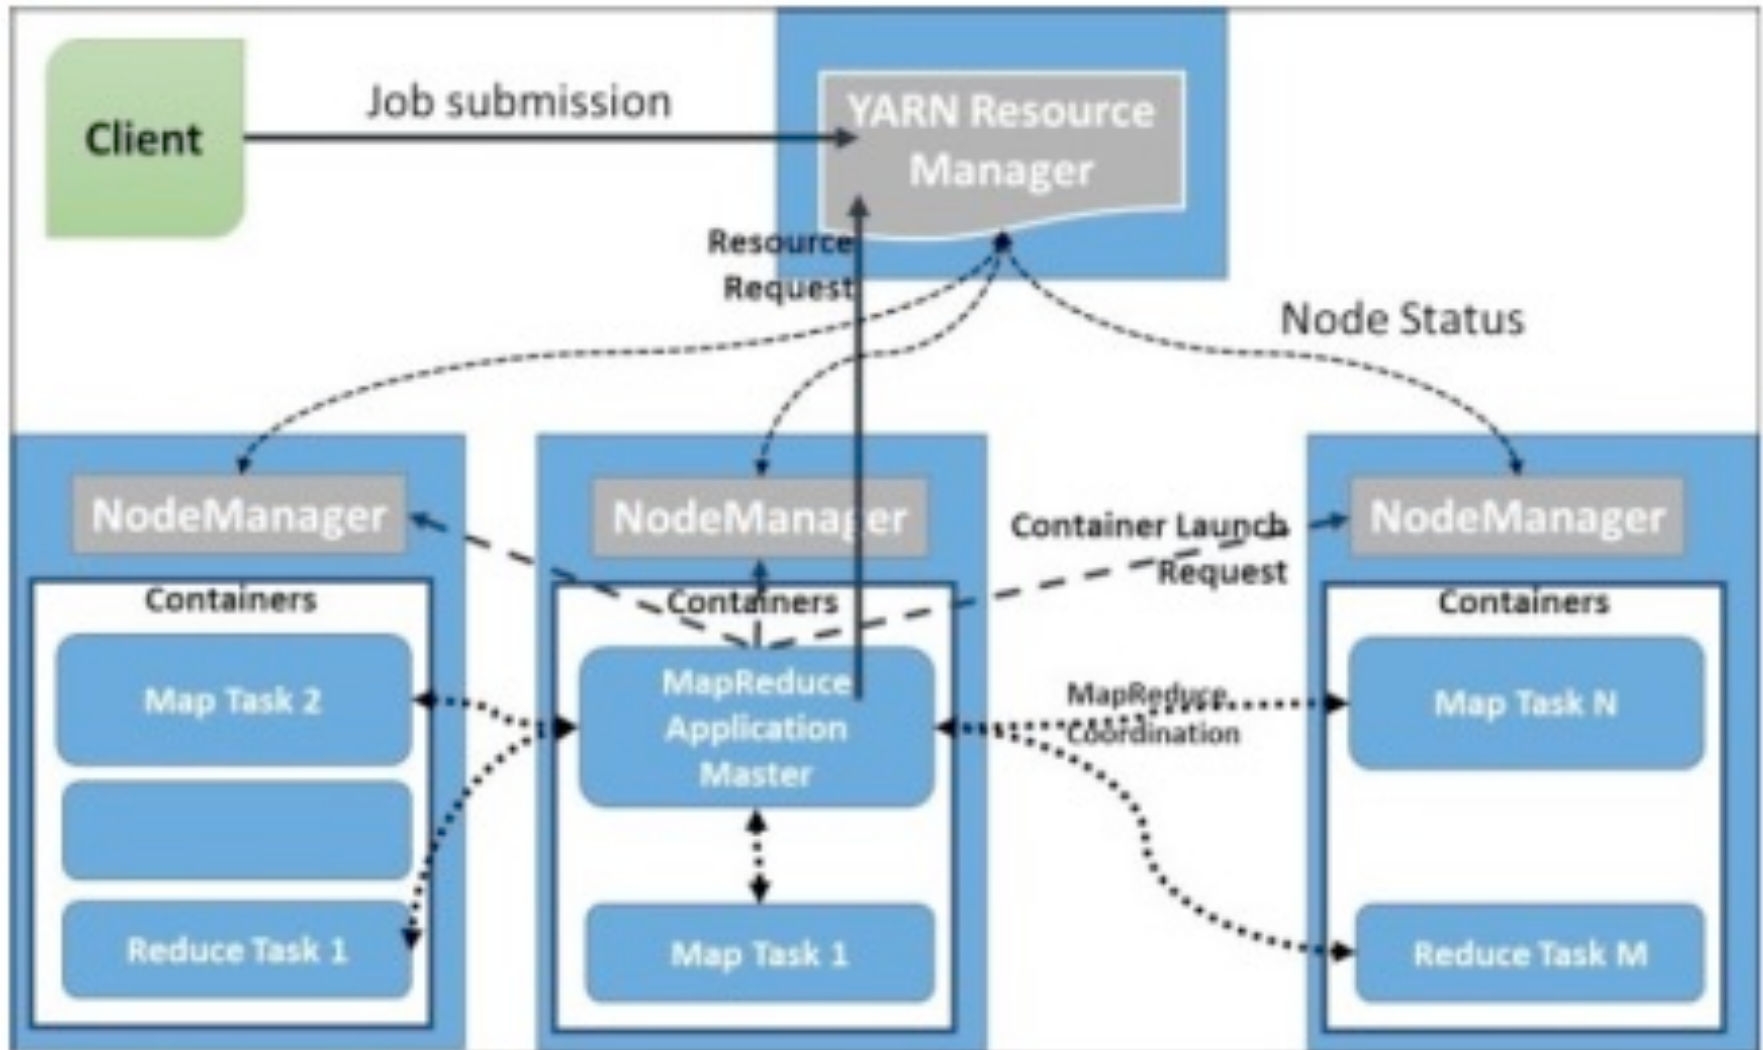 Client
Job submission
YARN Resource
Manager
Resource
Request
Node Status
NodeManager
NodeManager
NodeManager
Container Launch
Request
Containers
Containers
Containers
Map Task 2
MapReduce
Application
Master
MapReduce
Coordination
Map Task N
Reduce Task 1
Map Task 1
Reduce Task M